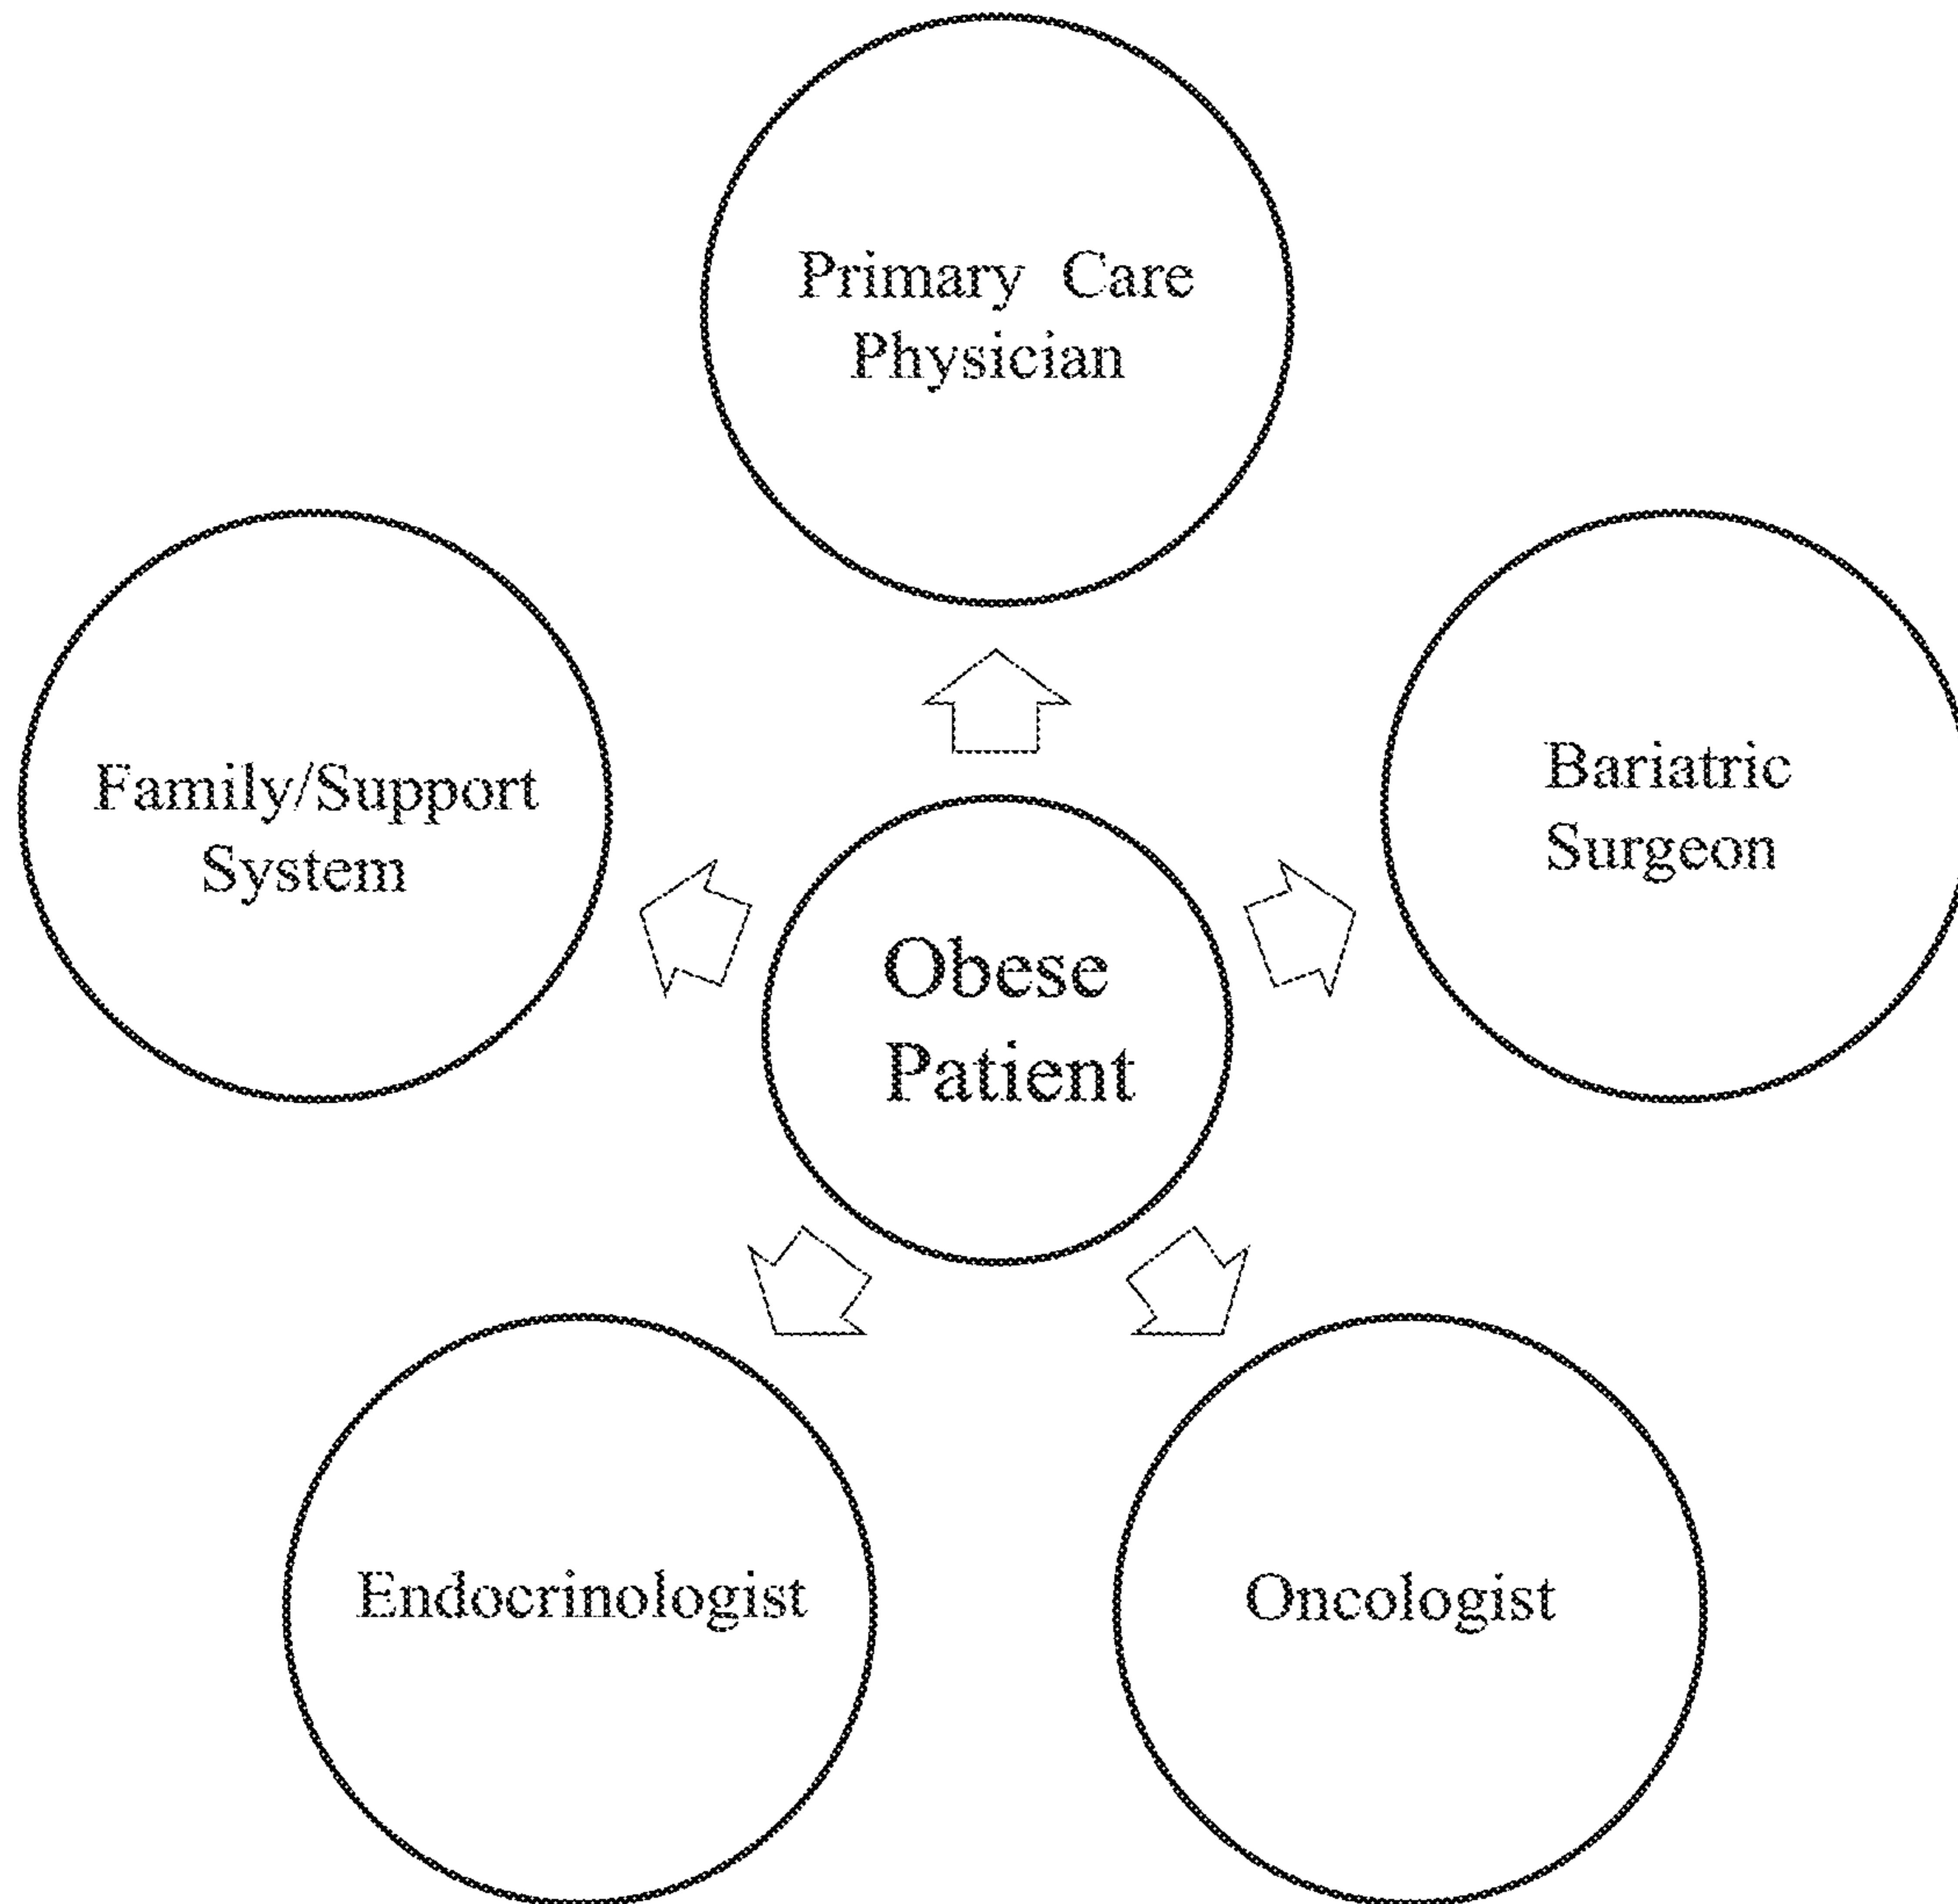 Primary Care
Physician
Family/Support
System
Bariatric
Surgeon
Obese
Patient
Endocrinologist
Oncologist